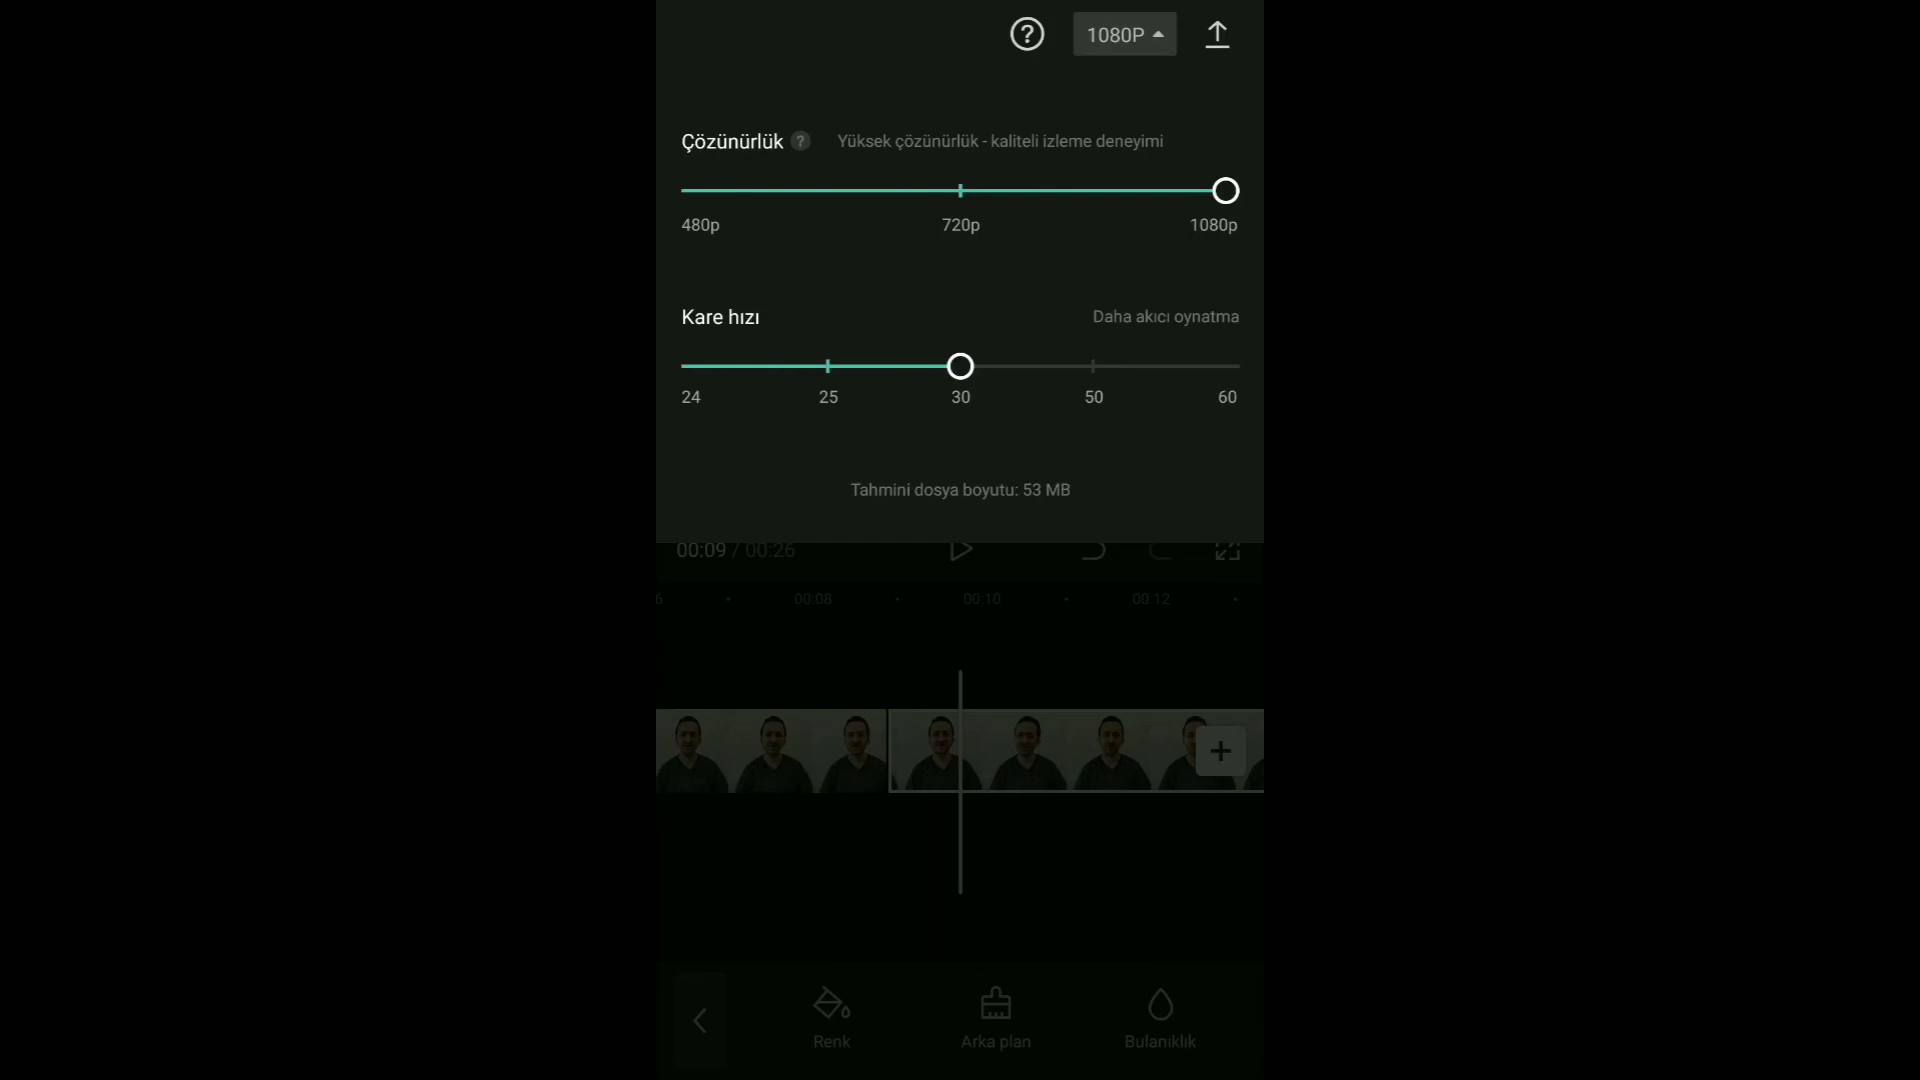 1080P
Çözünürlük ? Yüksek çözünürlük - kaliteli izleme deneyimi
480p 720p 1080p
Kare hızı Daha akıcı oynatma
24 25 30 50 60
Tahmini dosya boyutu: 53 MB
00:09 / 00:26
6 00:08 00:10 00:12
Renk Arka plan Bulanıklık